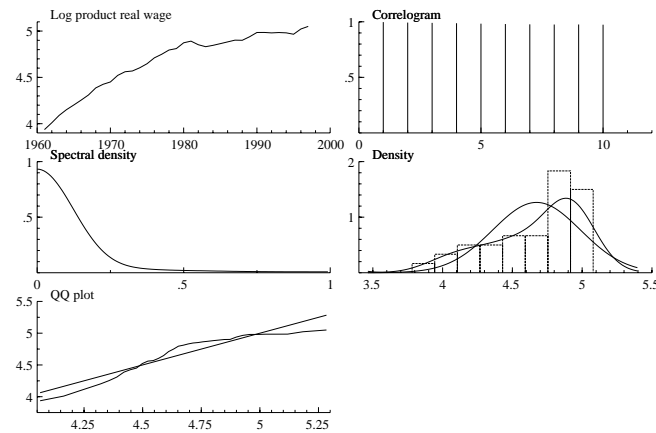 Log product real wage
5
4.5
4
1960 1970 1980 1990 2000
Correlogram
1
.5
0 5 10
Spectral density
1
.5
0 .5 1
Density
2
1
3.5 4 4.5 5 5.5
QQ plot
5.5
5
4.5
4
4.25 4.5 4.75 5 5.25